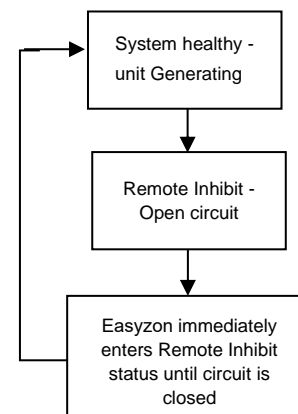 System healthy -
unit Generating
Remote Inhibit -
Open circuit
Easyzon immediately
enters Remote Inhibit
status until circuit is
closed